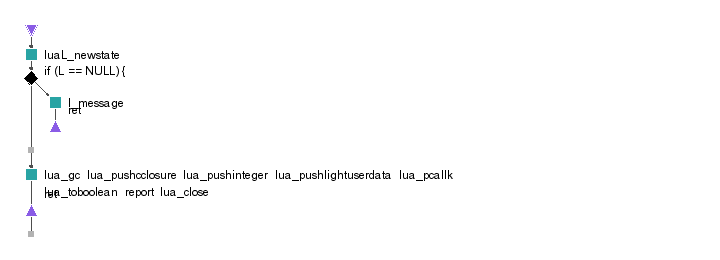 luaL_newstate
if (L == NULL) {
l_message
ret
lua_gc lua_pushcclosure lua_pushinteger lua_pushlightuserdata lua_pcallk
lua_toboolean report lua_close
ret